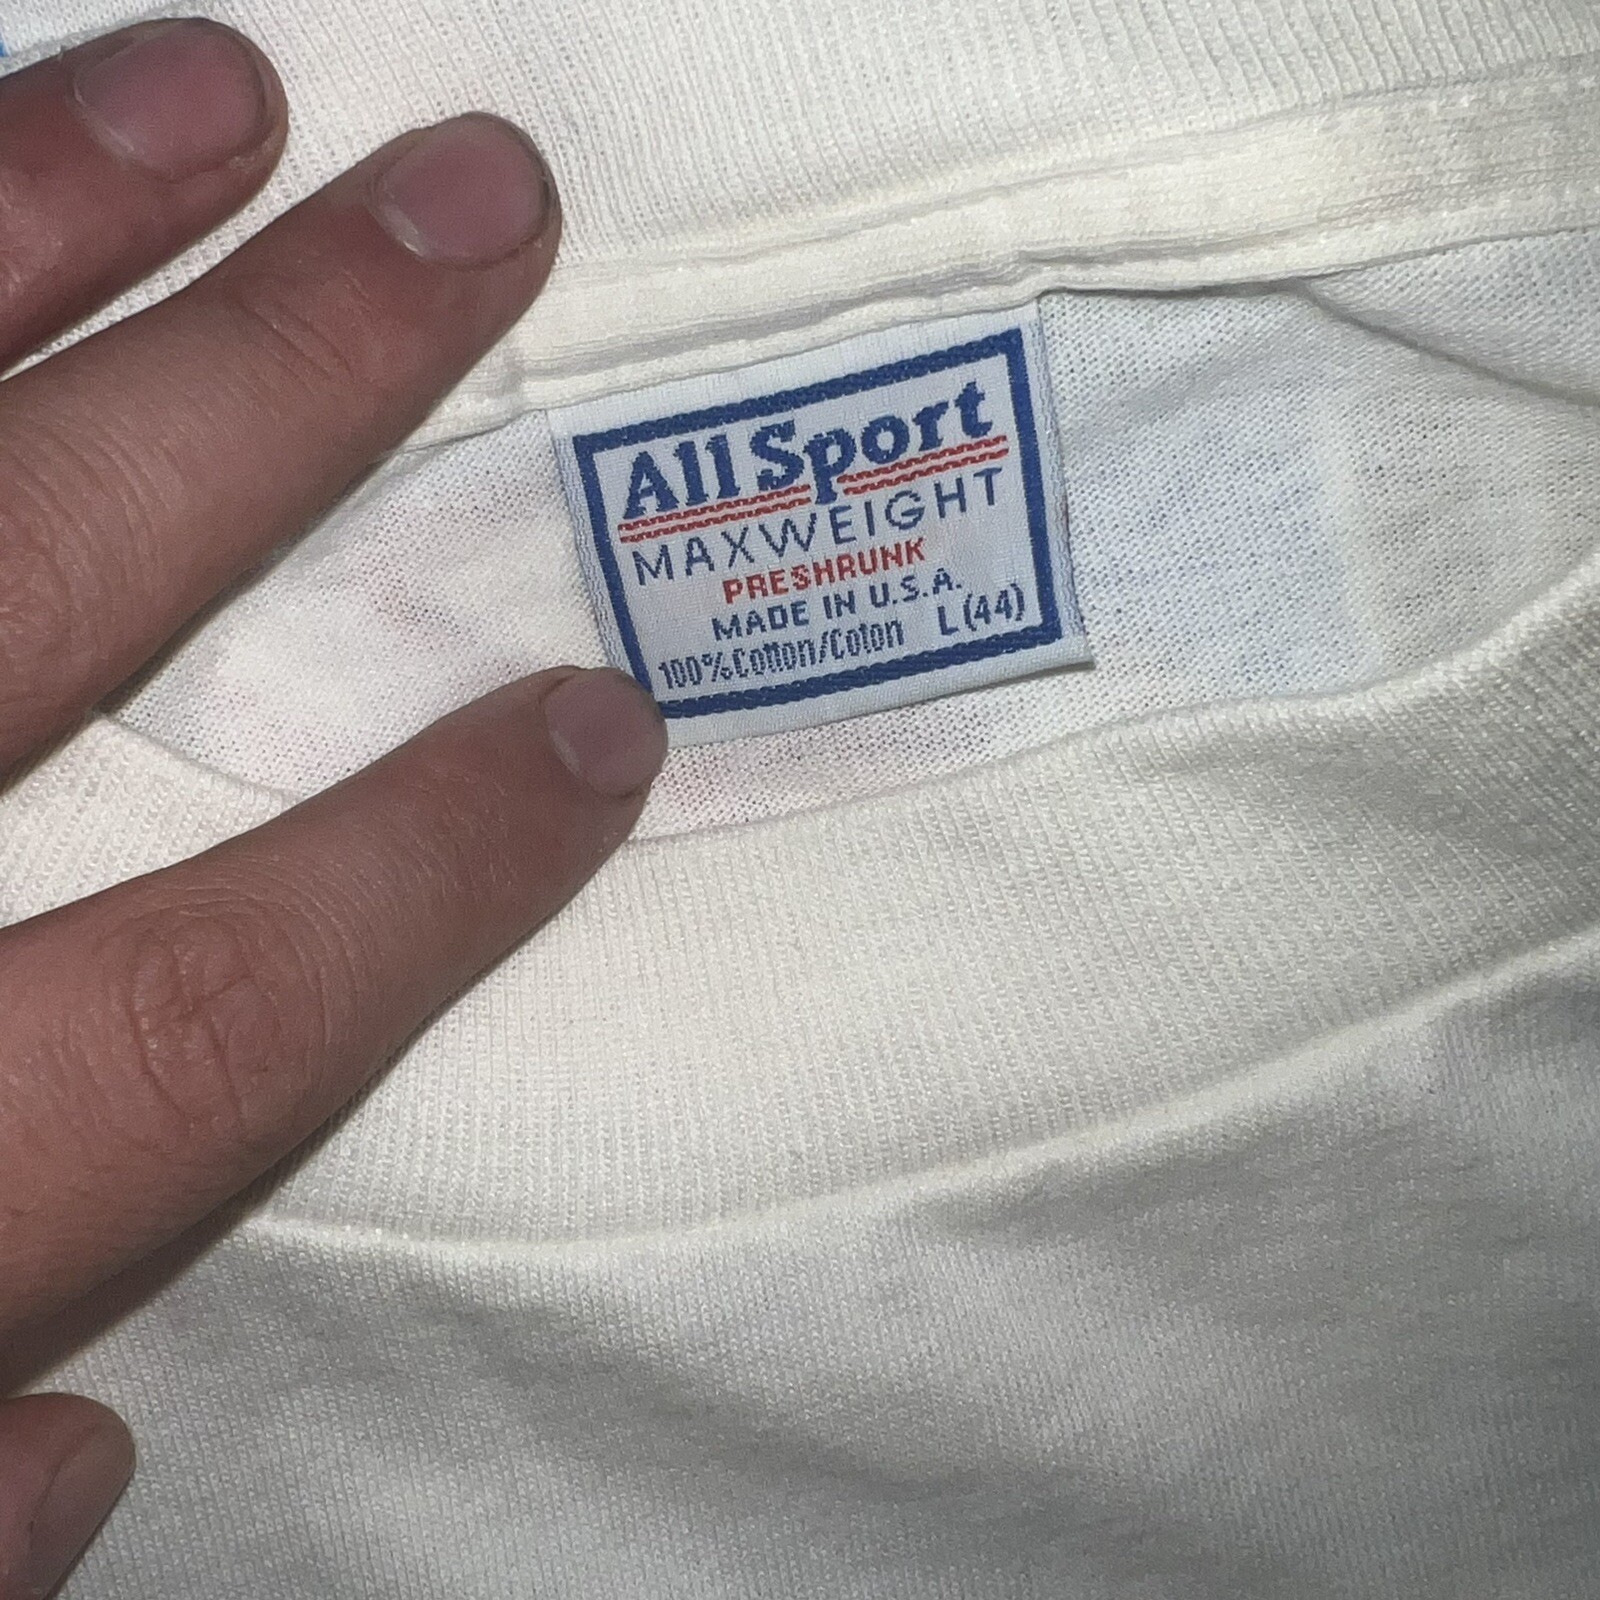 All Sport
MAXWEIGHT
PRESHRUNK
MADE IN U.S.A.
100% Cotton/Coton L (44)